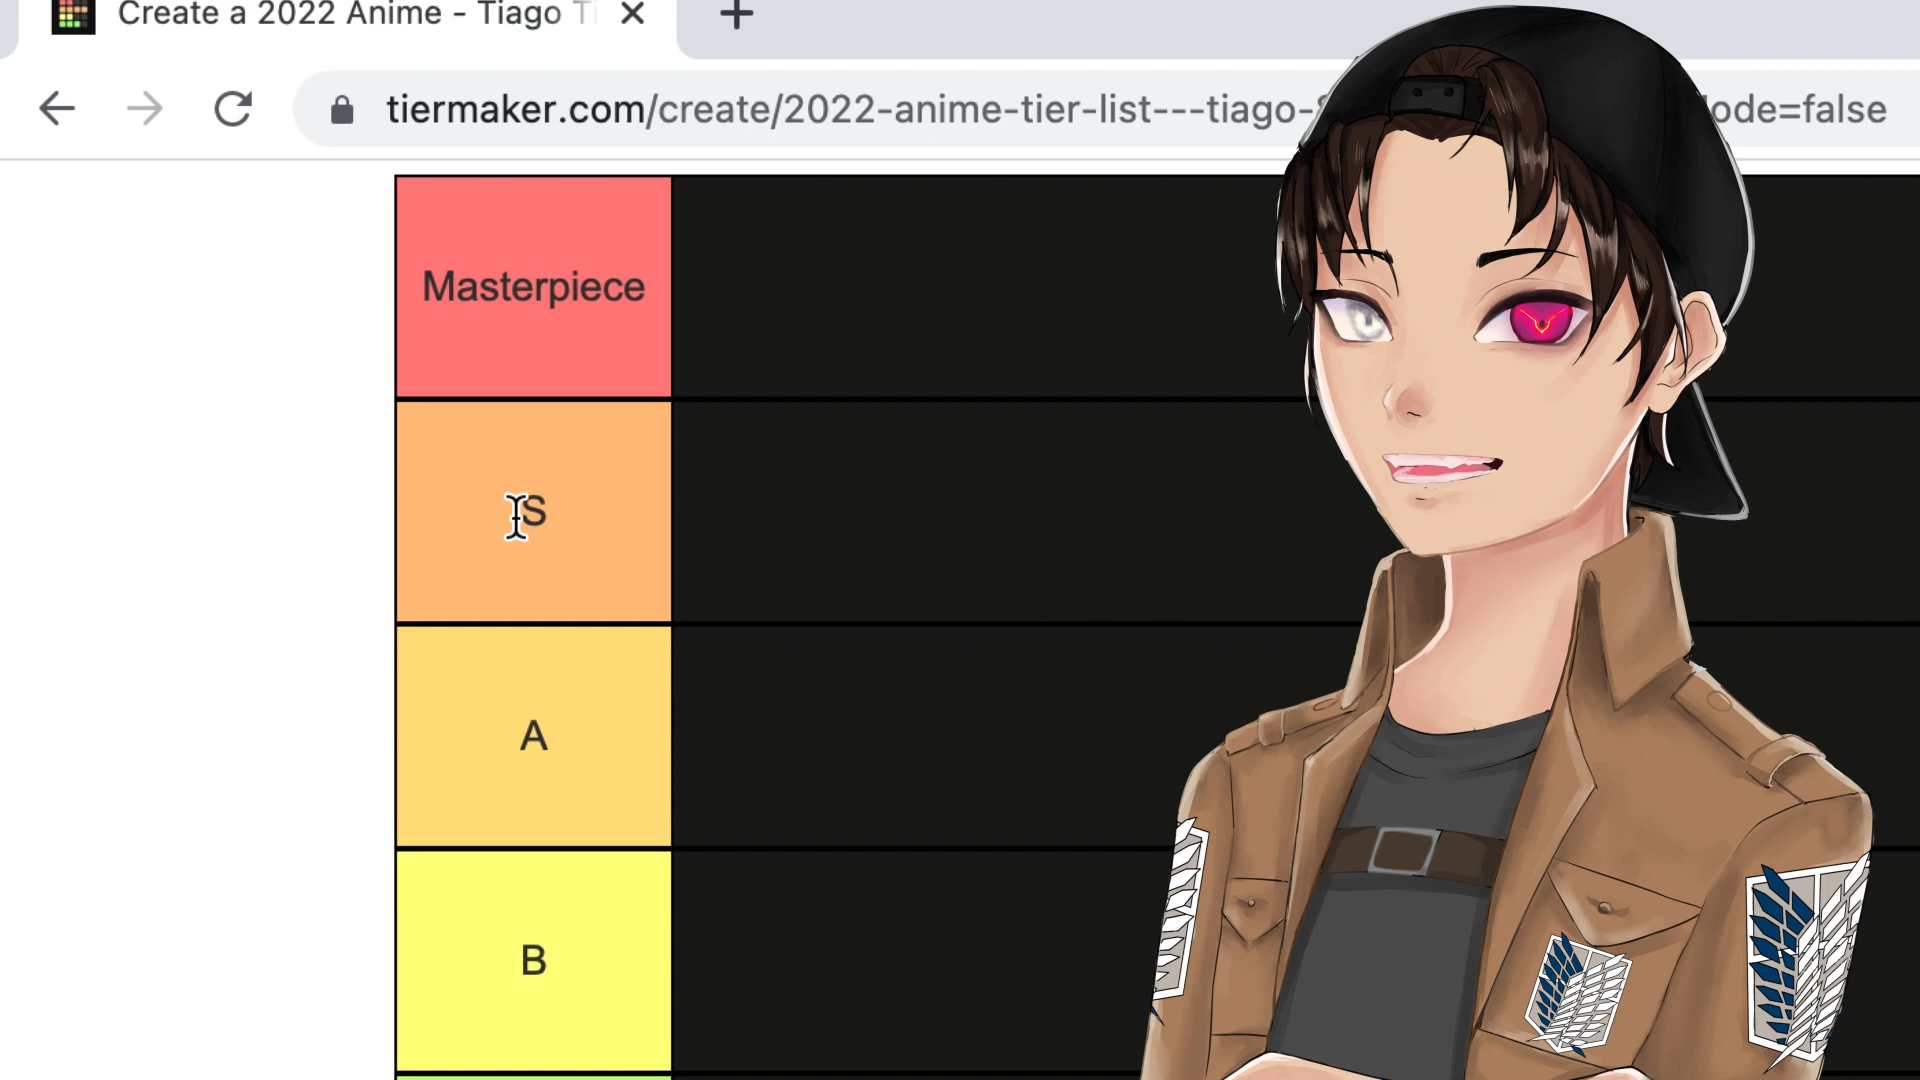 Create a 2022 Anime - Tiago
tiermaker.com/create/2022-anime-tier-list---tiago- ode=false
Masterpiece
S
A
B